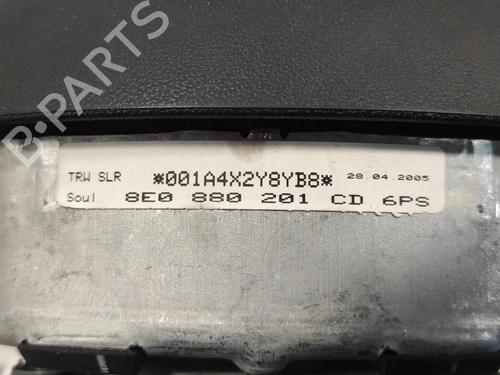 B-PARTS
TRW SLR *001A4X2Y8YB8* 28.04.2005
Soul 8E0 880 201 CD 6PS